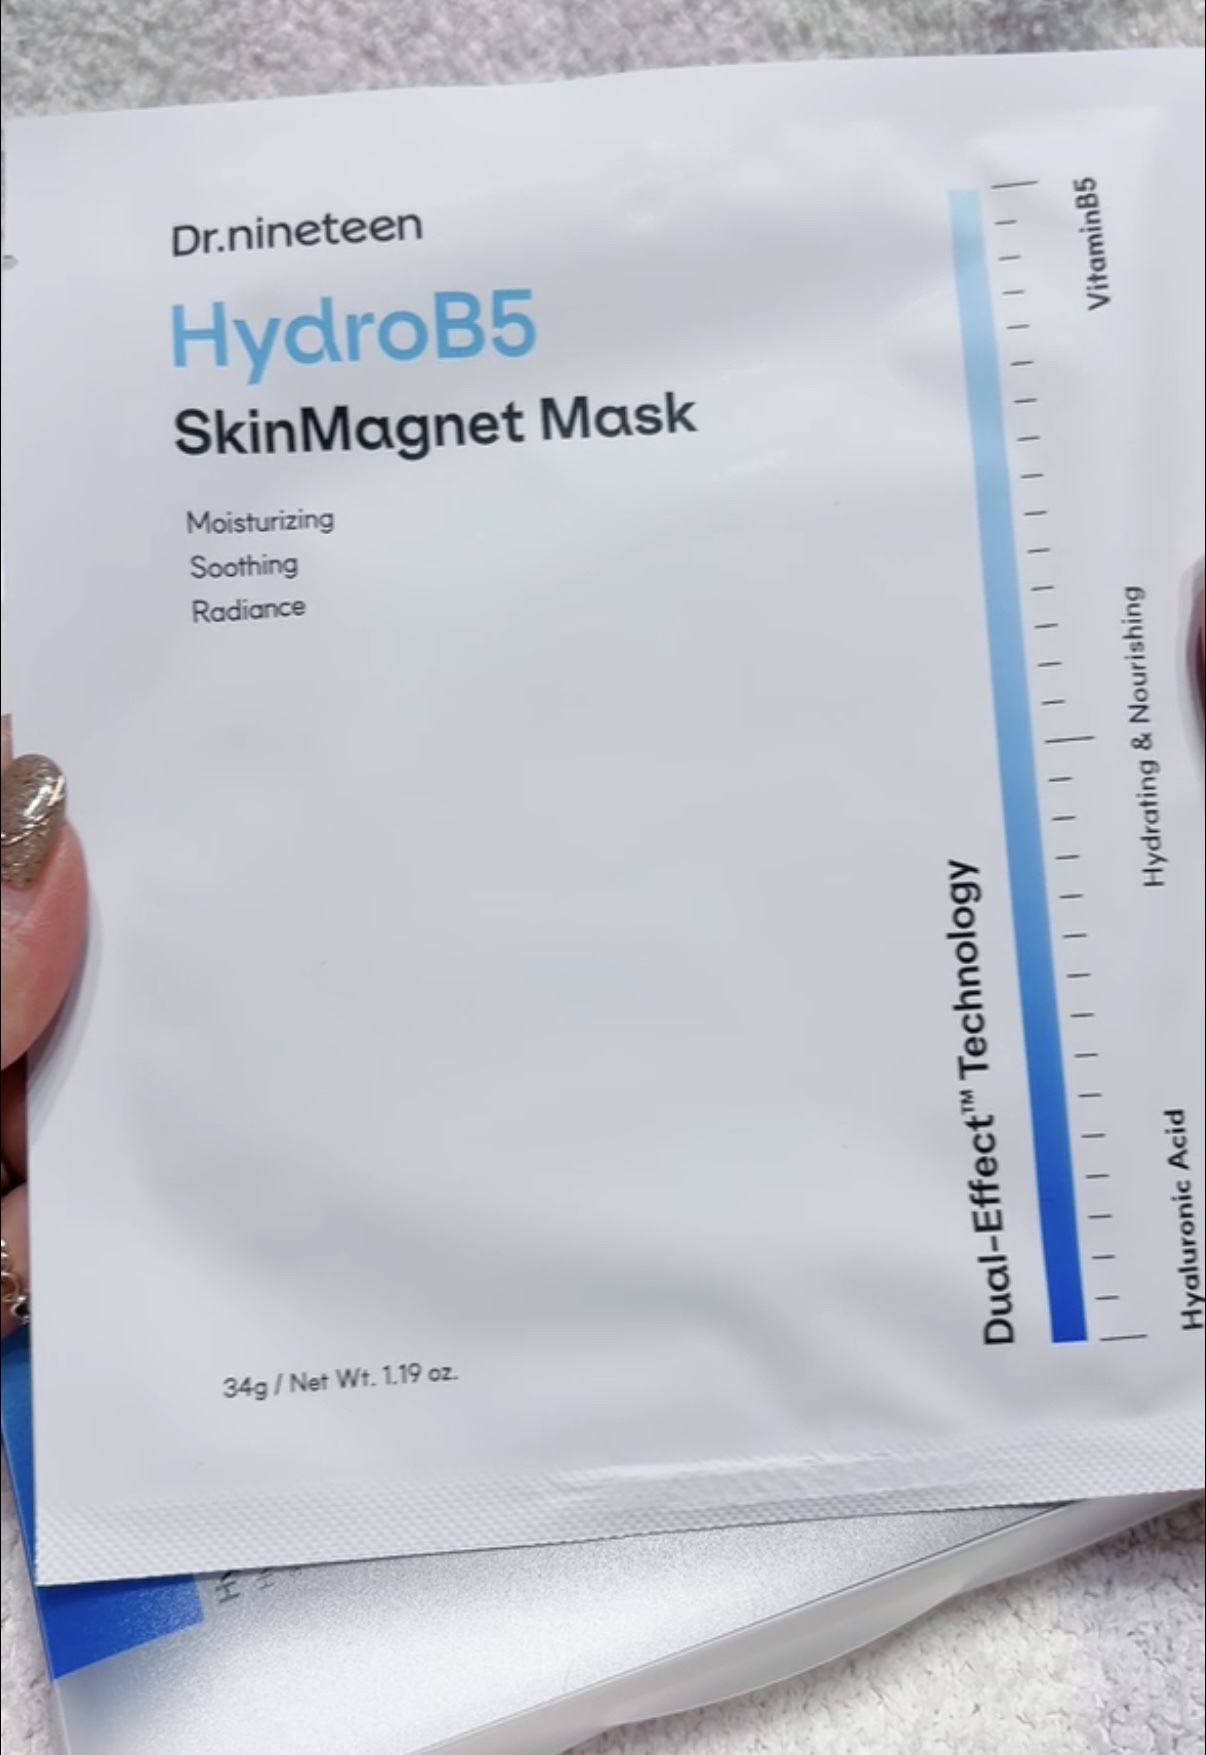 Dr.nineteen
HydroB5
SkinMagnet Mask
Moisturizing
Soothing
Radiance
34g / Net Wt. 1.19 oz.
Dual-Effect™ Technology
VitaminB5
Hydrating & Nourishing
Hyaluronic Acid